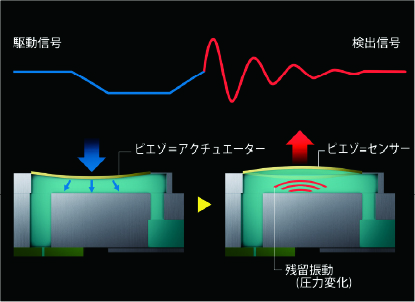 駆動信号
検出信号
ピエゾ=アクチュエーター
ピエゾ=センサー
残留振動
(圧力変化)